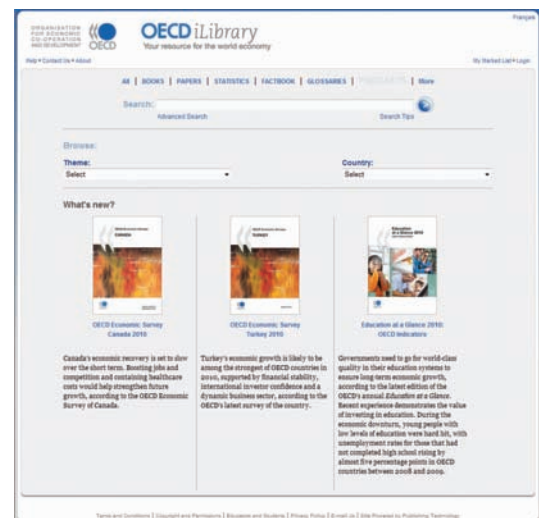 Français
ORGANISATION
FOR ECONOMIC
CO-OPERATION
AND DEVELOPMENT
OECD
OECD iLibrary
Your resource for the world economy
Help • Contact Us • About
My Marked List • Login
All | BOOKS | PAPERS | STATISTICS | FACTBOOK | GLOSSARIES | | More
Search:
Advanced Search
Search Tips
Browse:
Theme:
Country:
Select
Select
What's new?
CANADA
TURKEY
Education
at a Glance 2010
OECD Economic Survey
Canada 2010
OECD Economic Survey
Turkey 2010
Education at a Glance 2010:
OECD Indicators
Canada's economic recovery is set to slow
over the short term. Boosting jobs and
competition and containing healthcare
costs would help strengthen future
growth, according to the OECD Economic
Survey of Canada.
Turkey's economic growth is likely to be
among the strongest of OECD countries in
2010, supported by financial stability,
international investor confidence and a
dynamic business sector, according to the
OECD's latest survey of the country.
Governments need to go for world-class
quality in their education systems to
ensure long-term economic growth,
according to the latest edition of the
OECD's annual Education at a Glance.
Recent experience demonstrates the value
of investing in education. During the
economic downturn, young people with
low levels of education were hard hit, with
unemployment rates for those that had
not completed high school rising by
almost five percentage points in OECD
countries between 2008 and 2009.
Terms and Conditions | Copyright and Permissions | Educators and Students | Privacy Policy | E-mail Us | Site Powered by Publishing Technology